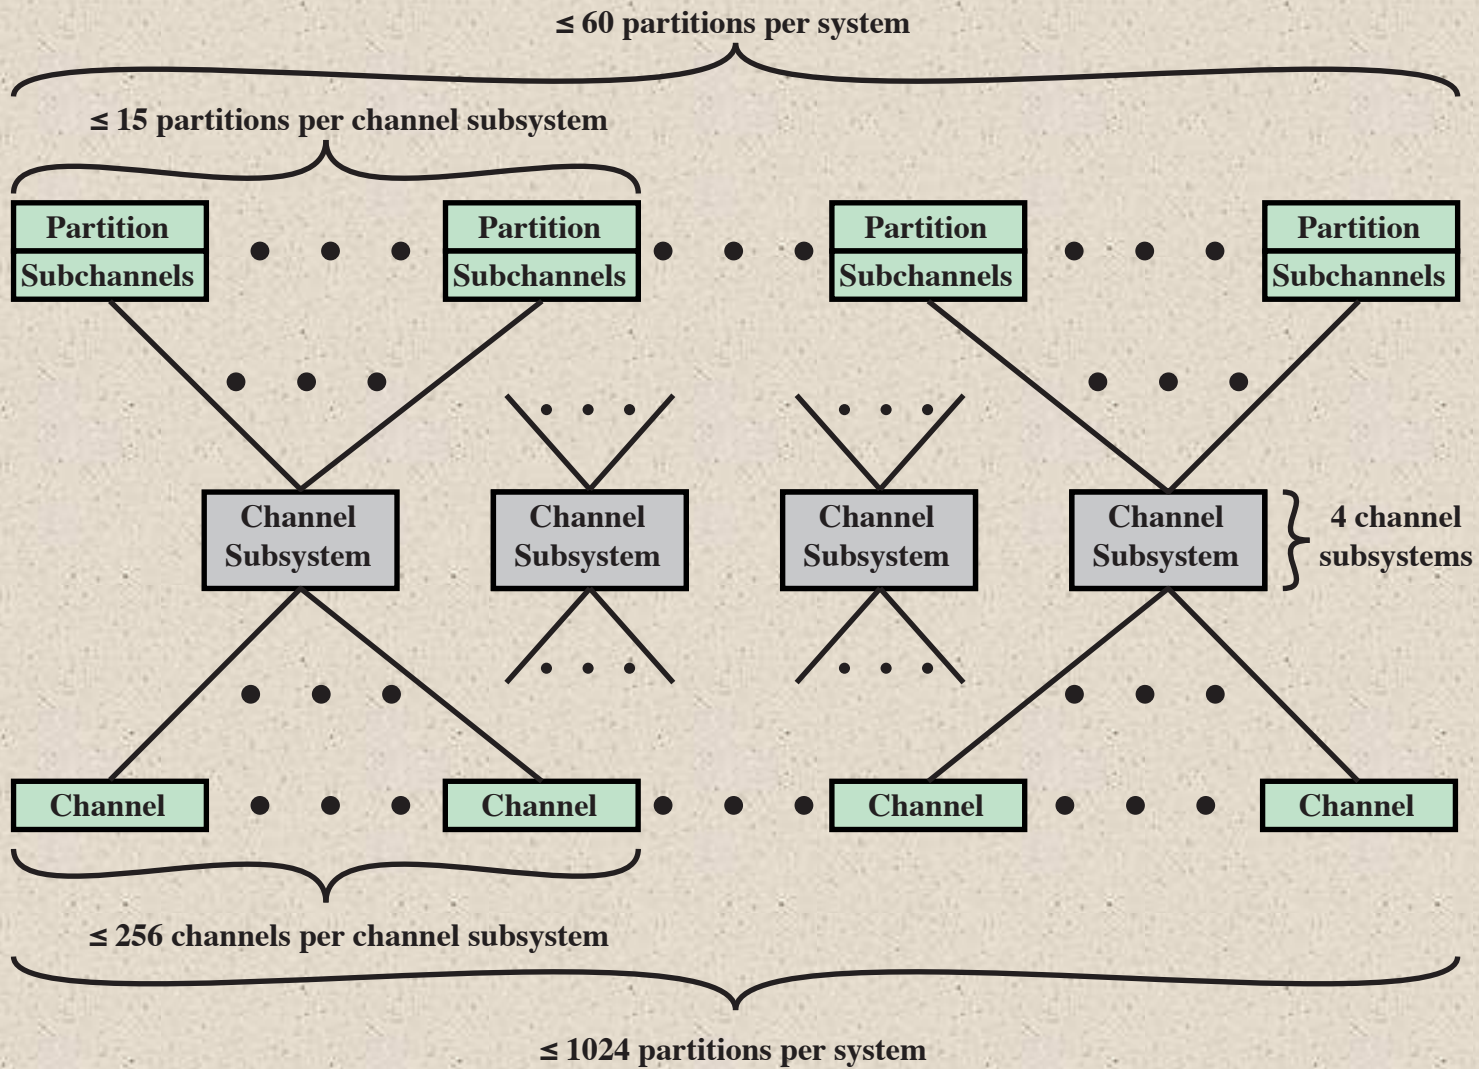 ≤ 60 partitions per system
≤ 15 partitions per channel subsystem
Partition
Subchannels
Partition
Subchannels
Partition
Subchannels
Partition
Subchannels
Channel
Subsystem
Channel
Subsystem
Channel
Subsystem
Channel
Subsystem
4 channel
subsystems
Channel
Channel
Channel
Channel
≤ 256 channels per channel subsystem
≤ 1024 partitions per system